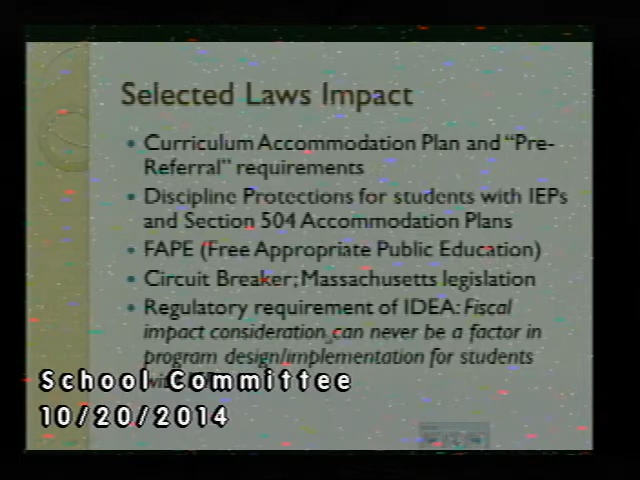 Selected Laws Impact
• Curriculum Accommodation Plan and “Pre-
Referral” requirements
• Discipline Protections for students with IEPs
and Section 504 Accommodation Plans
• FAPE (Free Appropriate Public Education)
• Circuit Breaker; Massachusetts legislation
• Regulatory requirement of IDEA: Fiscal
impact consideration can never be a factor in
program design/implementation for students
School Committee
10/20/2014